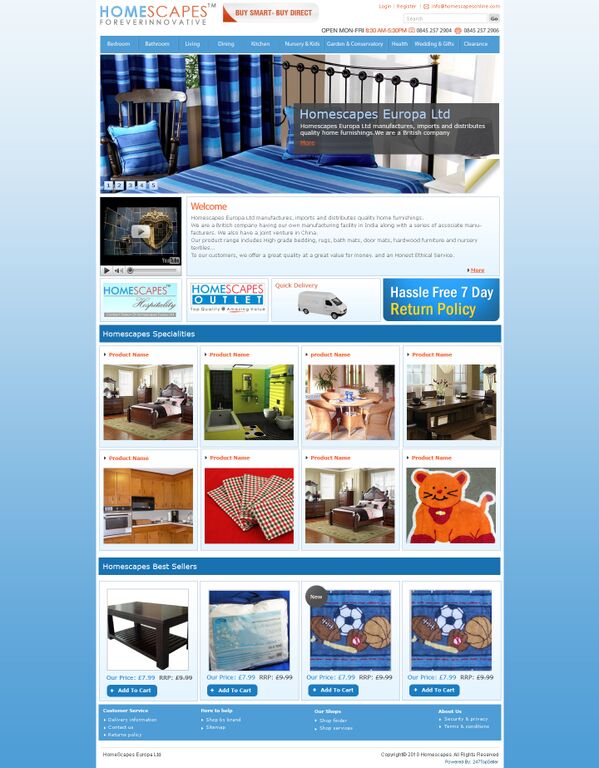 HOMESCAPES™
FOREVERINNOVATIVE
BUY SMART- BUY DIRECT
Login | Register | info@homescapesonline.com
Go
OPEN MON-FRI 8:30 AM-5:30PM 0845 257 2904 0845 257 2906
Bedroom Bathroom Living Dining Kitchen Nursery & Kids Garden & Conservatory Health Wedding & Gifts Clearance
Homescapes Europa Ltd
Homescapes Europa Ltd manufactures, imports and distributes
quality home furnishings.We are a British company
More
1 2 3 4 5
Welcome
Homescapes Europa Ltd manufactures, imports and distributes quality home furnishings.
We are a British company having our own manufacturing facility in India along with a series of associate manu-
facturers. We also have a joint venture in China.
Our product range includes High grade bedding, rugs, bath mats, door mats, hardwood furniture and nursery
textiles...
To our customers, we offer a great quality at a great value for money. and an Honest Ethical Service.
More
You Tube
HOMESCAPES™
Hospitality
HOMESCAPES
OUTLET
Top Quality Amazing Value
Quick Delivery
Hassle Free 7 Day
Return Policy
Homescapes Specialities
Product Name Product Name product Name Product Name
Product Name Product Name Product Name Product Name
Homescapes Best Sellers
New
Our Price: £7.99 RRP: £9.99 Our Price: £7.99 RRP: £9.99 Our Price: £7.99 RRP: £9.99 Our Price: £7.99 RRP: £9.99
+ Add To Cart + Add To Cart + Add To Cart + Add To Cart
Customer Service Here to help Our Shops About Us
Delivery information Shop by brand Shop finder Security & privacy
Contact us Sitemap Shop services Terms & conditions
Returns policy
HomeScapes Europa Ltd Copyright© 2010 Homescapes All Rights Reserved
Powered By: 247TopSeller